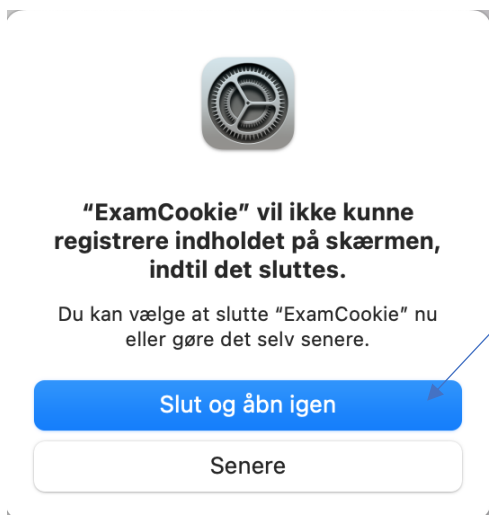 “ExamCookie” vil ikke kunne
registrere indholdet på skærmen,
indtil det sluttes.
Du kan vælge at slutte “ExamCookie” nu
eller gøre det selv senere.
Slut og åbn igen
Senere